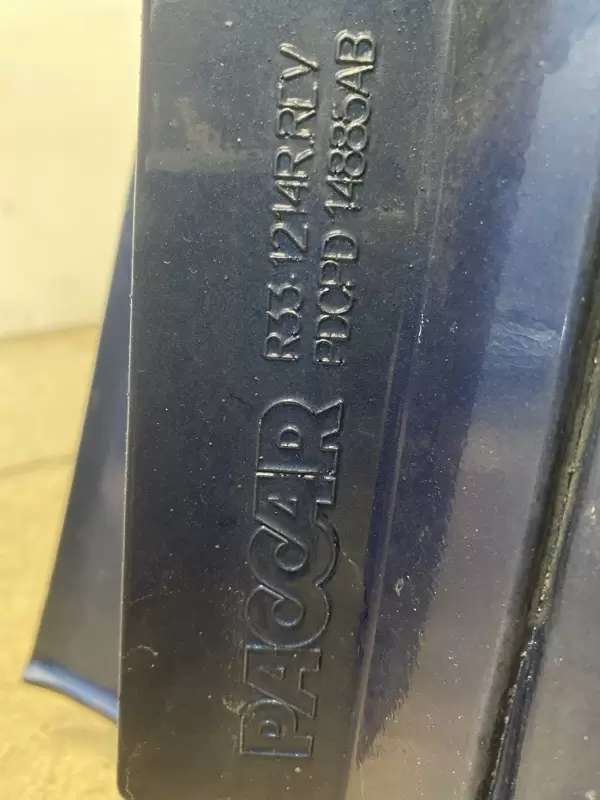 PACCAR
R33-1214R.REV
PDCPD 14885AB